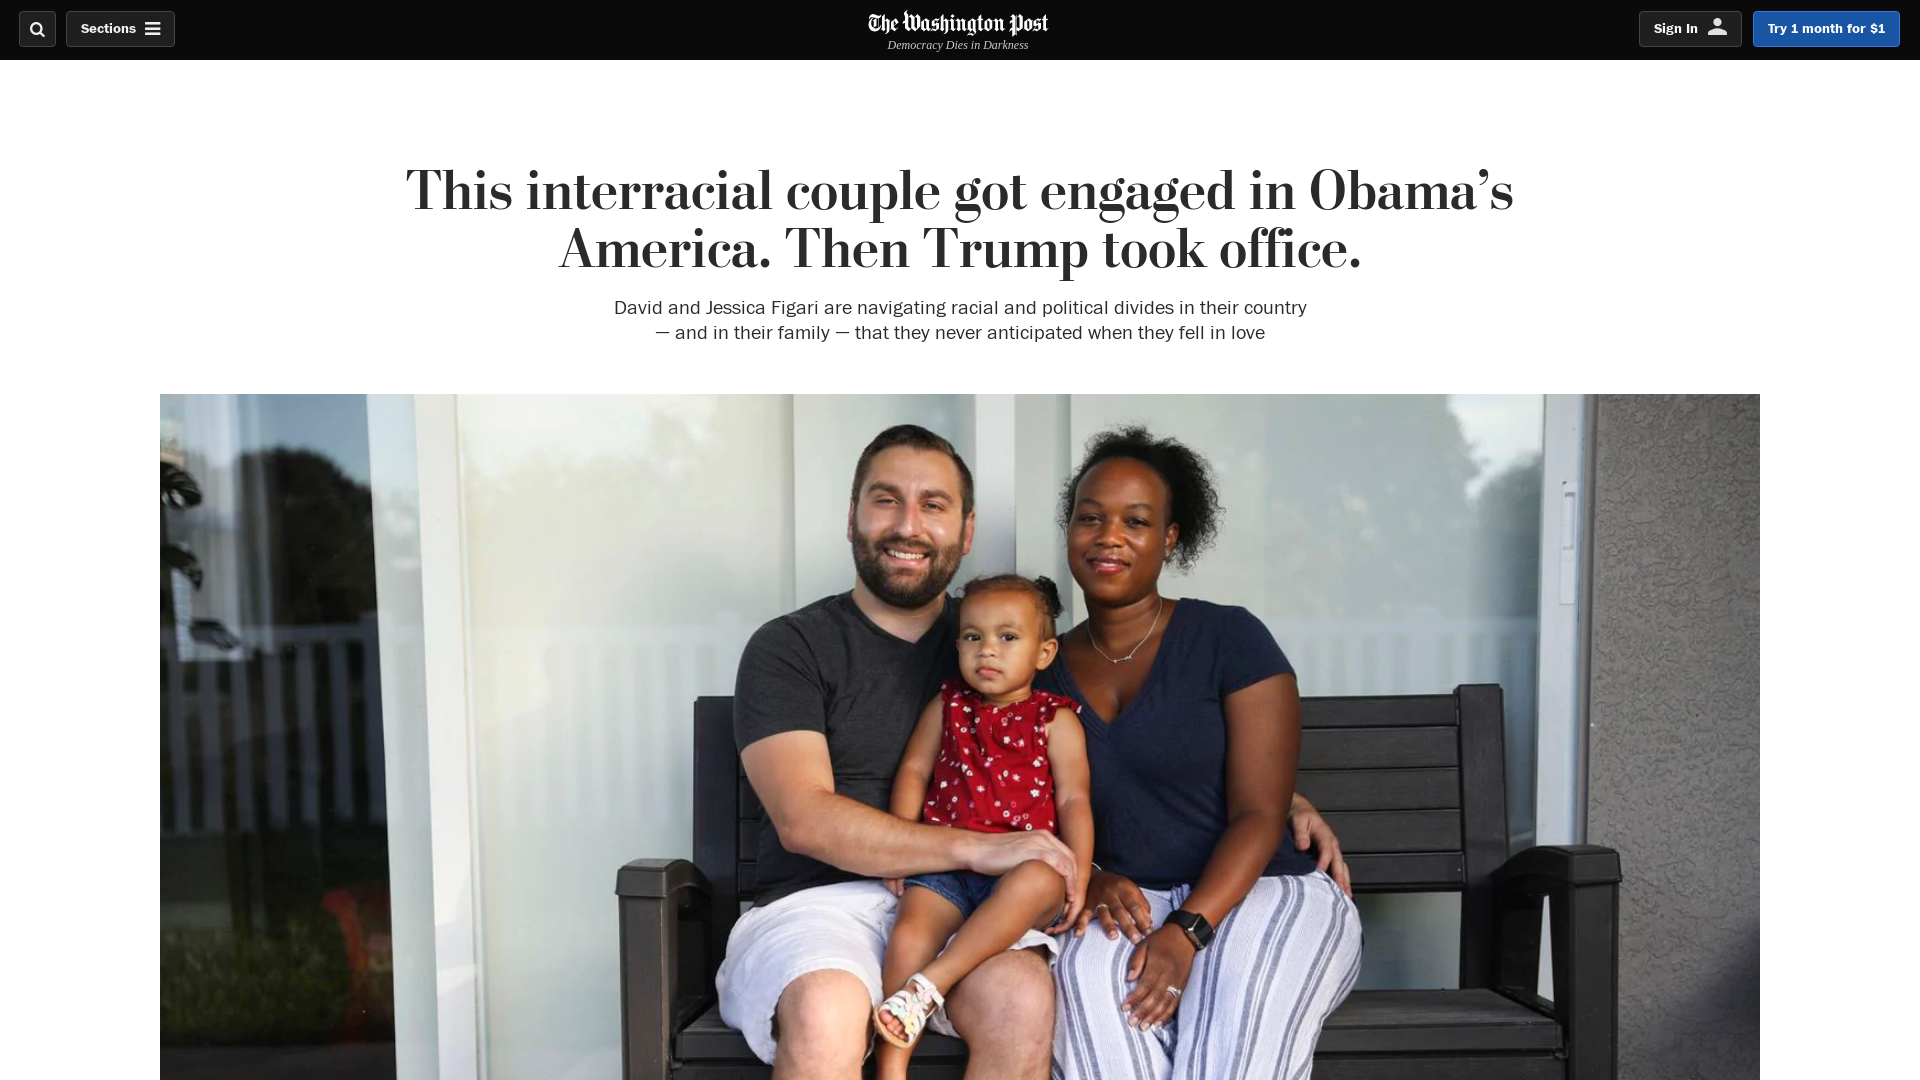 Sections
The Washington Post
Democracy Dies in Darkness
Sign In
Try 1 month for $1
This interracial couple got engaged in Obama’s
America. Then Trump took office.
David and Jessica Figari are navigating racial and political divides in their country
— and in their family — that they never anticipated when they fell in love